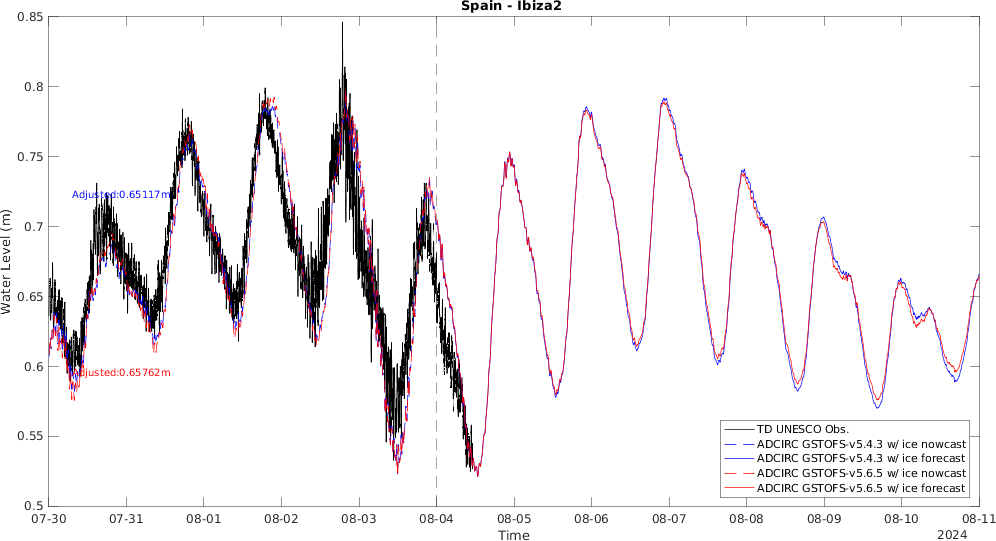 Spain - Ibiza2
0.85
0.8
0.75
0.7
0.65
0.6
0.55
0.5
Water Level (m)
Adjusted:0.65117m
Adjusted:0.65762m
TD UNESCO Obs.
ADCIRC GSTOFS-v5.4.3 w/ ice nowcast
ADCIRC GSTOFS-v5.4.3 w/ ice forecast
ADCIRC GSTOFS-v5.6.5 w/ ice nowcast
ADCIRC GSTOFS-v5.6.5 w/ ice forecast
07-30 07-31 08-01 08-02 08-03 08-04 08-05 08-06 08-07 08-08 08-09 08-10 08-11
Time
2024